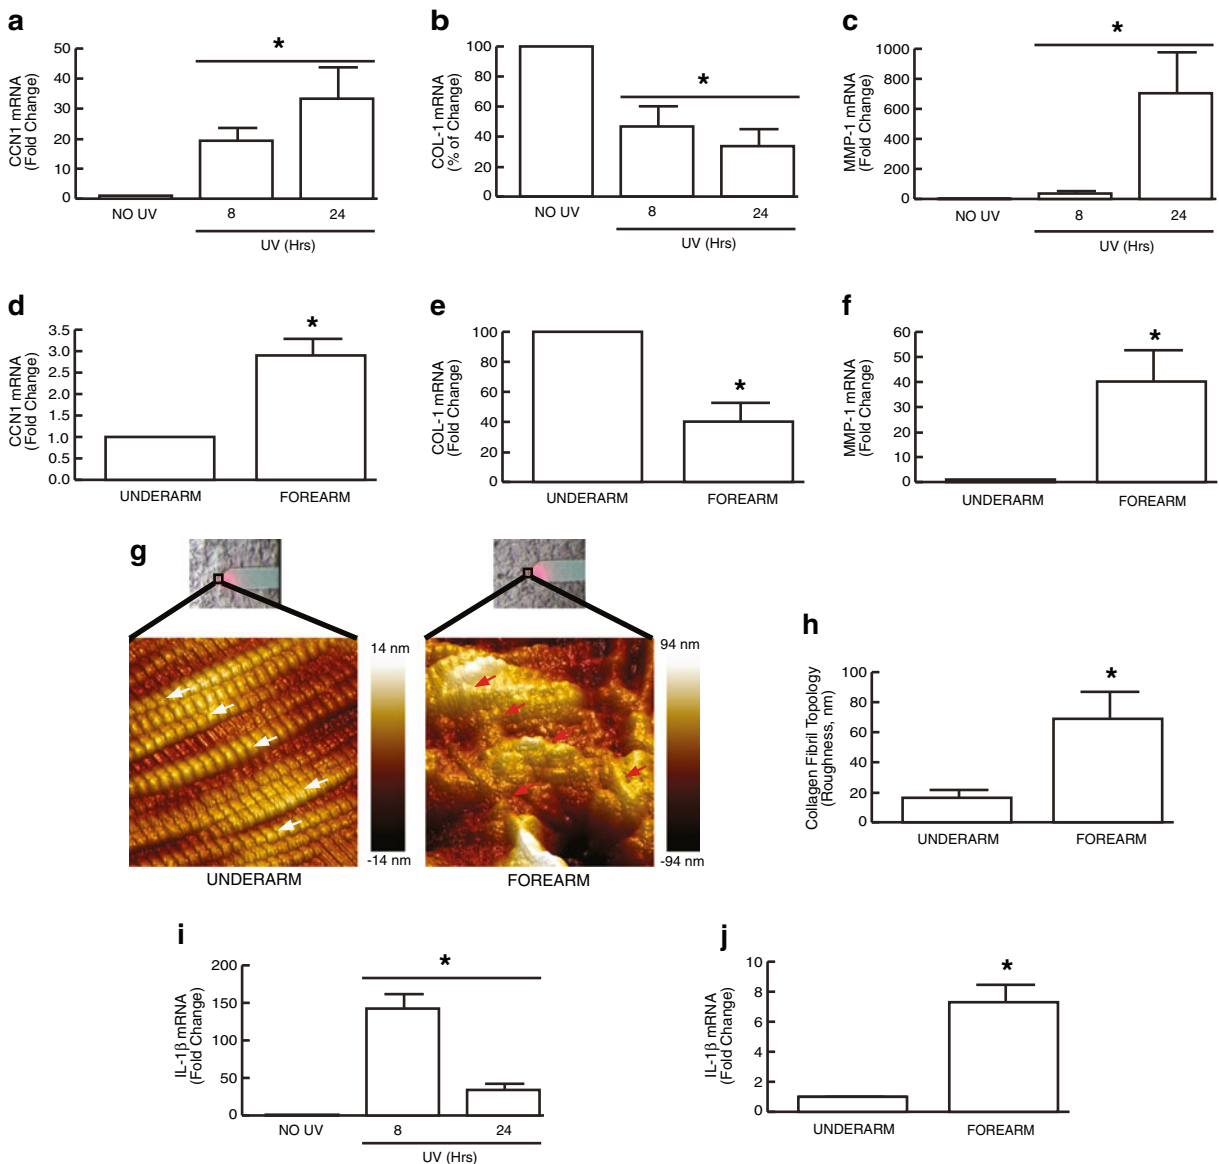 a
CCN1 mRNA
(Fold Change)
50
40
30
20
10
0
*
NO UV
8
24
UV (Hrs)
b
COL-1 mRNA
(% of Change)
100
80
60
40
20
0
*
NO UV
8
24
UV (Hrs)
c
MMP-1 mRNA
(Fold Change)
1000
800
600
400
200
0
*
NO UV
8
24
UV (Hrs)
d
CCN1 mRNA
(Fold Change)
3.5
3.0
2.5
2.0
1.5
1.0
0.5
0.0
*
UNDERARM
FOREARM
e
COL-1 mRNA
(Fold Change)
100
80
60
40
20
0
*
UNDERARM
FOREARM
f
MMP-1 mRNA
(Fold Change)
60
50
40
30
20
10
0
*
UNDERARM
FOREARM
g
14 nm
-14 nm
UNDERARM
94 nm
-94 nm
FOREARM
h
Collagen Fibril Topology
(Roughness, nm)
100
80
60
40
20
0
*
UNDERARM
FOREARM
i
IL-1β mRNA
(Fold Change)
200
150
100
50
0
*
NO UV
8
24
UV (Hrs)
j
IL-1β mRNA
(Fold Change)
10
8
6
4
2
0
*
UNDERARM
FOREARM